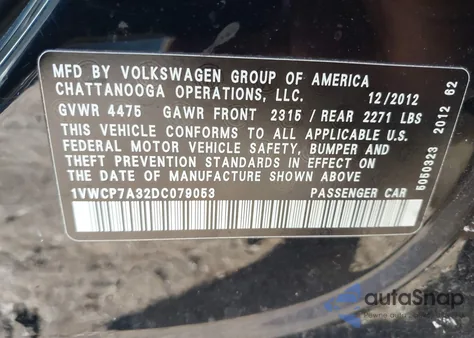 MFD BY VOLKSWAGEN GROUP OF AMERICA
CHATTANOOGA OPERATIONS, LLC. 12/2012
GVWR 4475 GAWR FRONT 2315 / REAR 2271 LBS
THIS VEHICLE CONFORMS TO ALL APPLICABLE U.S.
FEDERAL MOTOR VEHICLE SAFETY, BUMPER AND
THEFT PREVENTION STANDARDS IN EFFECT ON
THE DATE OF MANUFACTURE SHOWN ABOVE
1VWCP7A32DC079053 PASSENGER CAR
5050323 2012 62
autoSnap